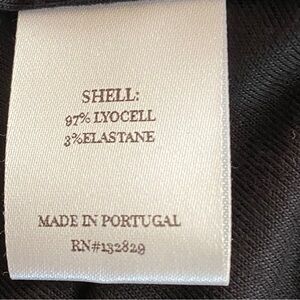 SHELL:
97% LYOCELL
3%ELASTANE
MADE IN PORTUGAL
RN#132829